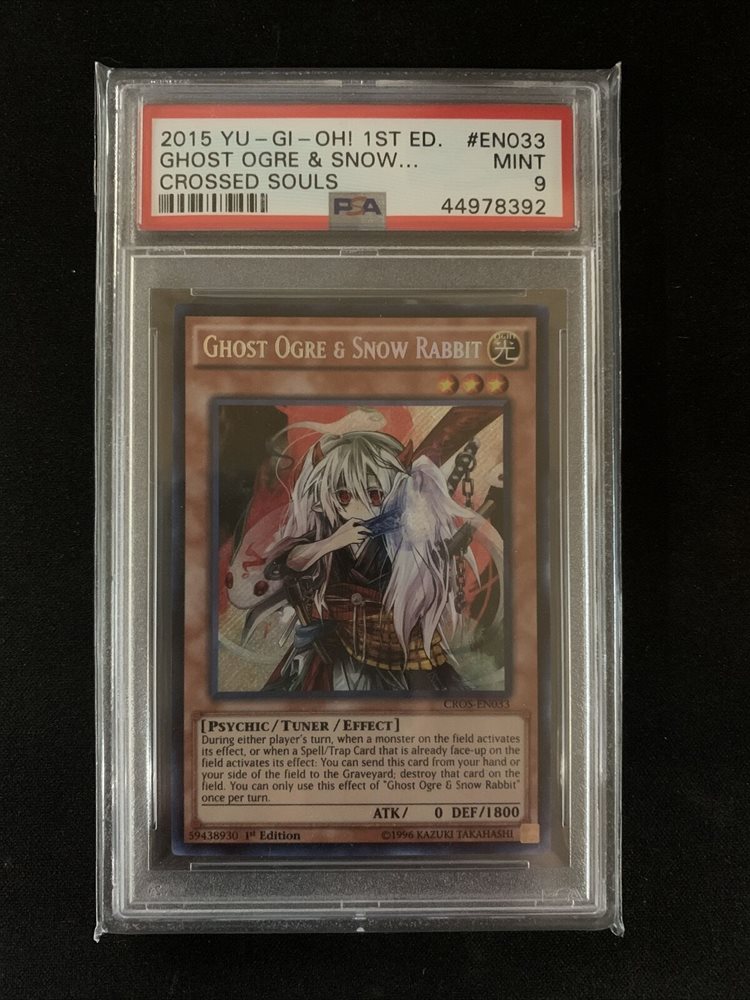 2015 YU-GI-OH! 1ST ED. #EN033
GHOST OGRE & SNOW... MINT
CROSSED SOULS 9
PSA 44978392
GHOST OGRE & SNOW RABBIT
LIGHT
光
CROS-EN033
[PSYCHIC/TUNER/EFFECT]
During either player's turn, when a monster on the field activates
its effect, or when a Spell/Trap Card that is already face-up on the
field activates its effect: You can send this card from your hand or
your side of the field to the Graveyard; destroy that card on the
field. You can only use this effect of "Ghost Ogre & Snow Rabbit"
once per turn.
ATK/ 0 DEF/1800
59438930 1st Edition ©1996 KAZUKI TAKAHASHI